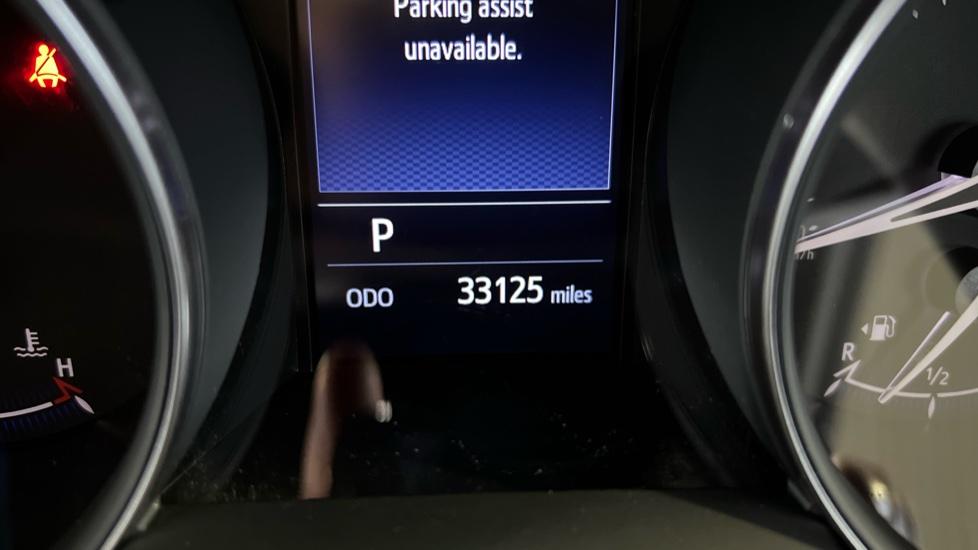 Parking assist
unavailable.
P
ODO 33125 miles
H
R
1/2